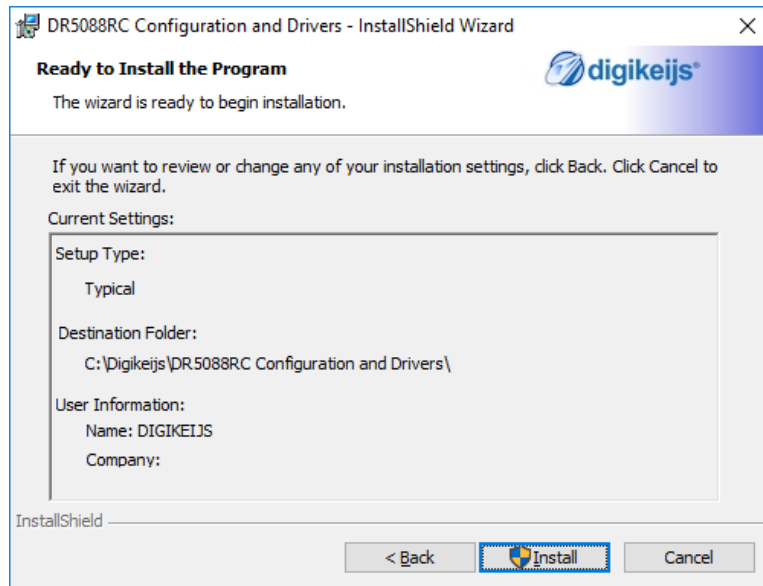 DR5088RC Configuration and Drivers - InstallShield Wizard
Ready to Install the Program
digikeijs®
The wizard is ready to begin installation.
If you want to review or change any of your installation settings, click Back. Click Cancel to
exit the wizard.
Current Settings:
Setup Type:
Typical
Destination Folder:
C:\Digikeijs\DR5088RC Configuration and Drivers\
User Information:
Name: DIGIKEIJS
Company:
InstallShield
< Back
Install
Cancel